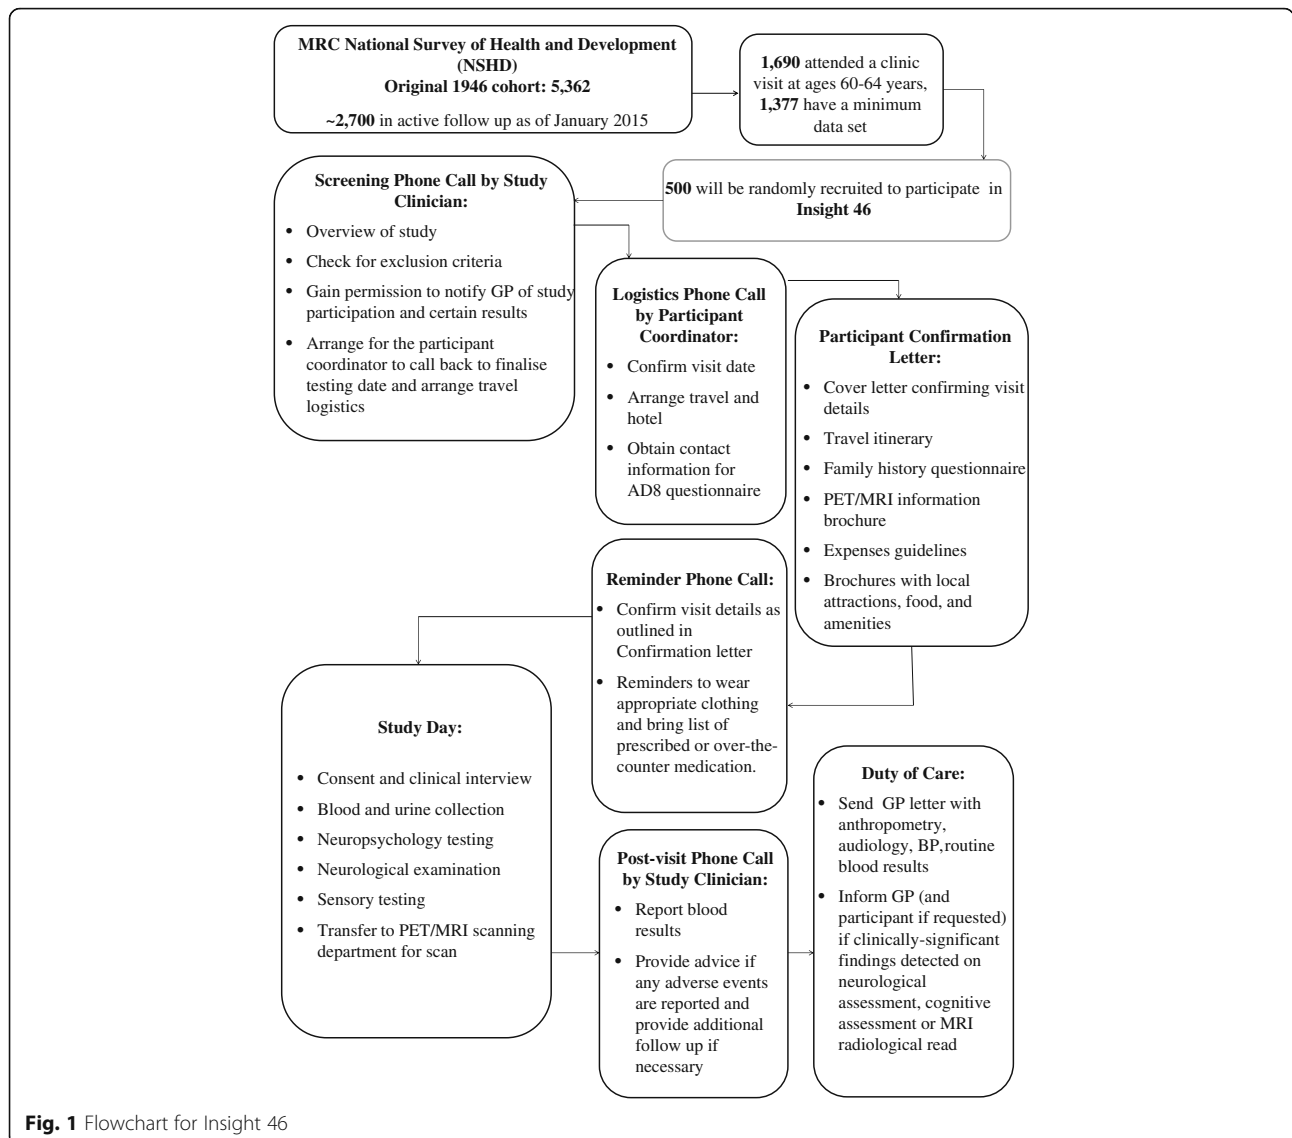 MRC National Survey of Health and Development
(NSHD)
Original 1946 cohort: 5,362
~2,700 in active follow up as of January 2015
1,690 attended a clinic
visit at ages 60-64 years,
1,377 have a minimum
data set
500 will be randomly recruited to participate in
Insight 46
Screening Phone Call by Study
Clinician:
• Overview of study
• Check for exclusion criteria
• Gain permission to notify GP of study
participation and certain results
• Arrange for the participant
coordinator to call back to finalise
testing date and arrange travel
logistics
Logistics Phone Call
by Participant
Coordinator:
• Confirm visit date
• Arrange travel and
hotel
• Obtain contact
information for
AD8 questionnaire
Participant Confirmation
Letter:
• Cover letter confirming visit
details
• Travel itinerary
• Family history questionnaire
• PET/MRI information
brochure
• Expenses guidelines
• Brochures with local
attractions, food, and
amenities
Reminder Phone Call:
• Confirm visit details as
outlined in
Confirmation letter
• Reminders to wear
appropriate clothing
and bring list of
prescribed or over-the-
counter medication.
Study Day:
• Consent and clinical interview
• Blood and urine collection
• Neuropsychology testing
• Neurological examination
• Sensory testing
• Transfer to PET/MRI scanning
department for scan
Post-visit Phone Call
by Study Clinician:
• Report blood
results
• Provide advice if
any adverse events
are reported and
provide additional
follow up if
necessary
Duty of Care:
• Send GP letter with
anthropometry,
audiology, BP,routine
blood results
• Inform GP (and
participant if requested)
if clinically-significant
findings detected on
neurological
assessment, cognitive
assessment or MRI
radiological read
Fig. 1 Flowchart for Insight 46